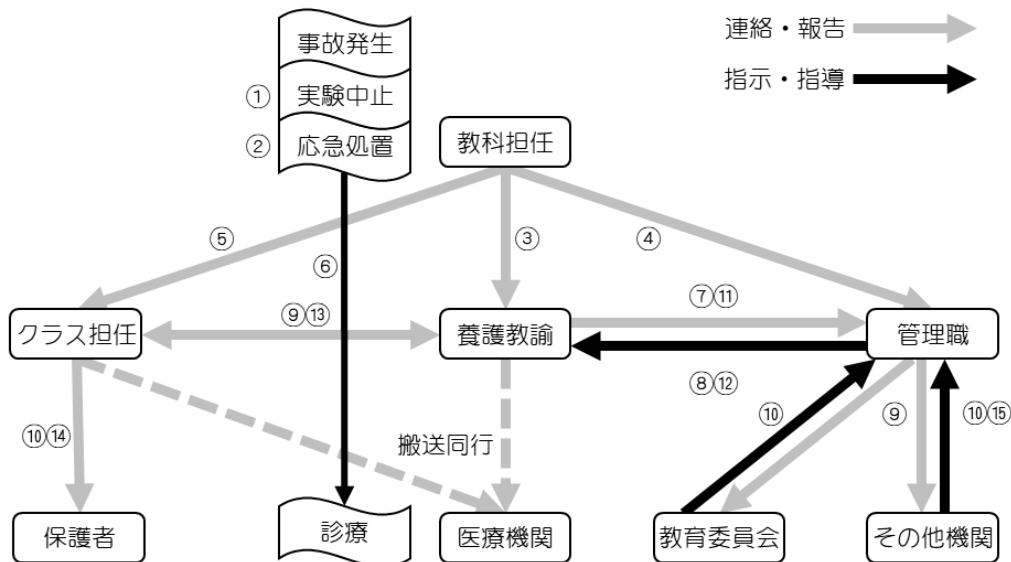 事故発生
連絡・報告
指示・指導
①
実験中止
②
応急処置
教科担任
⑤
③
④
⑥
⑦⑪
⑨⑬
クラス担任
養護教諭
管理職
⑧⑫
⑩
⑨
⑩⑮
⑩⑭
搬送同行
保護者
診療
医療機関
教育委員会
その他機関